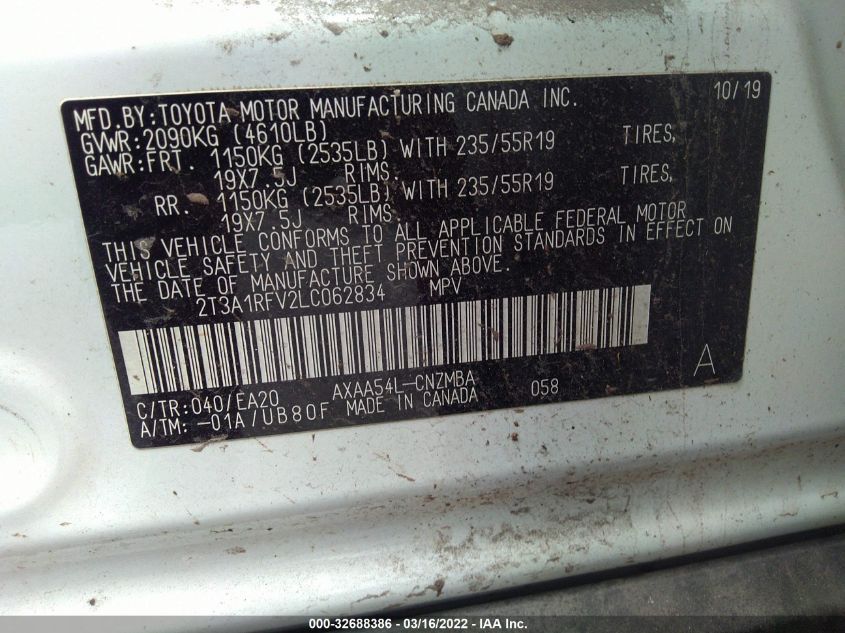 MFD.BY:TOYOTA MOTOR MANUFACTURING CANADA INC. 10/19
GVWR:2090KG (4610LB)
GAWR:FRT. 1150KG (2535LB) WITH 235/55R19 TIRES,
19X7.5J RIMS.
RR. 1150KG (2535LB) WITH 235/55R19 TIRES,
19X7.5J RIMS.
THIS VEHICLE CONFORMS TO ALL APPLICABLE FEDERAL MOTOR
VEHICLE SAFETY AND THEFT PREVENTION STANDARDS IN EFFECT ON
THE DATE OF MANUFACTURE SHOWN ABOVE.
2T3A1RFV2LC062834 MPV
A
C/TR:040/EA20 AXAA54L-CNZMBA 058
A/TM:-01A/UB80F MADE IN CANADA
000-32688386 - 03/16/2022 - IAA Inc.